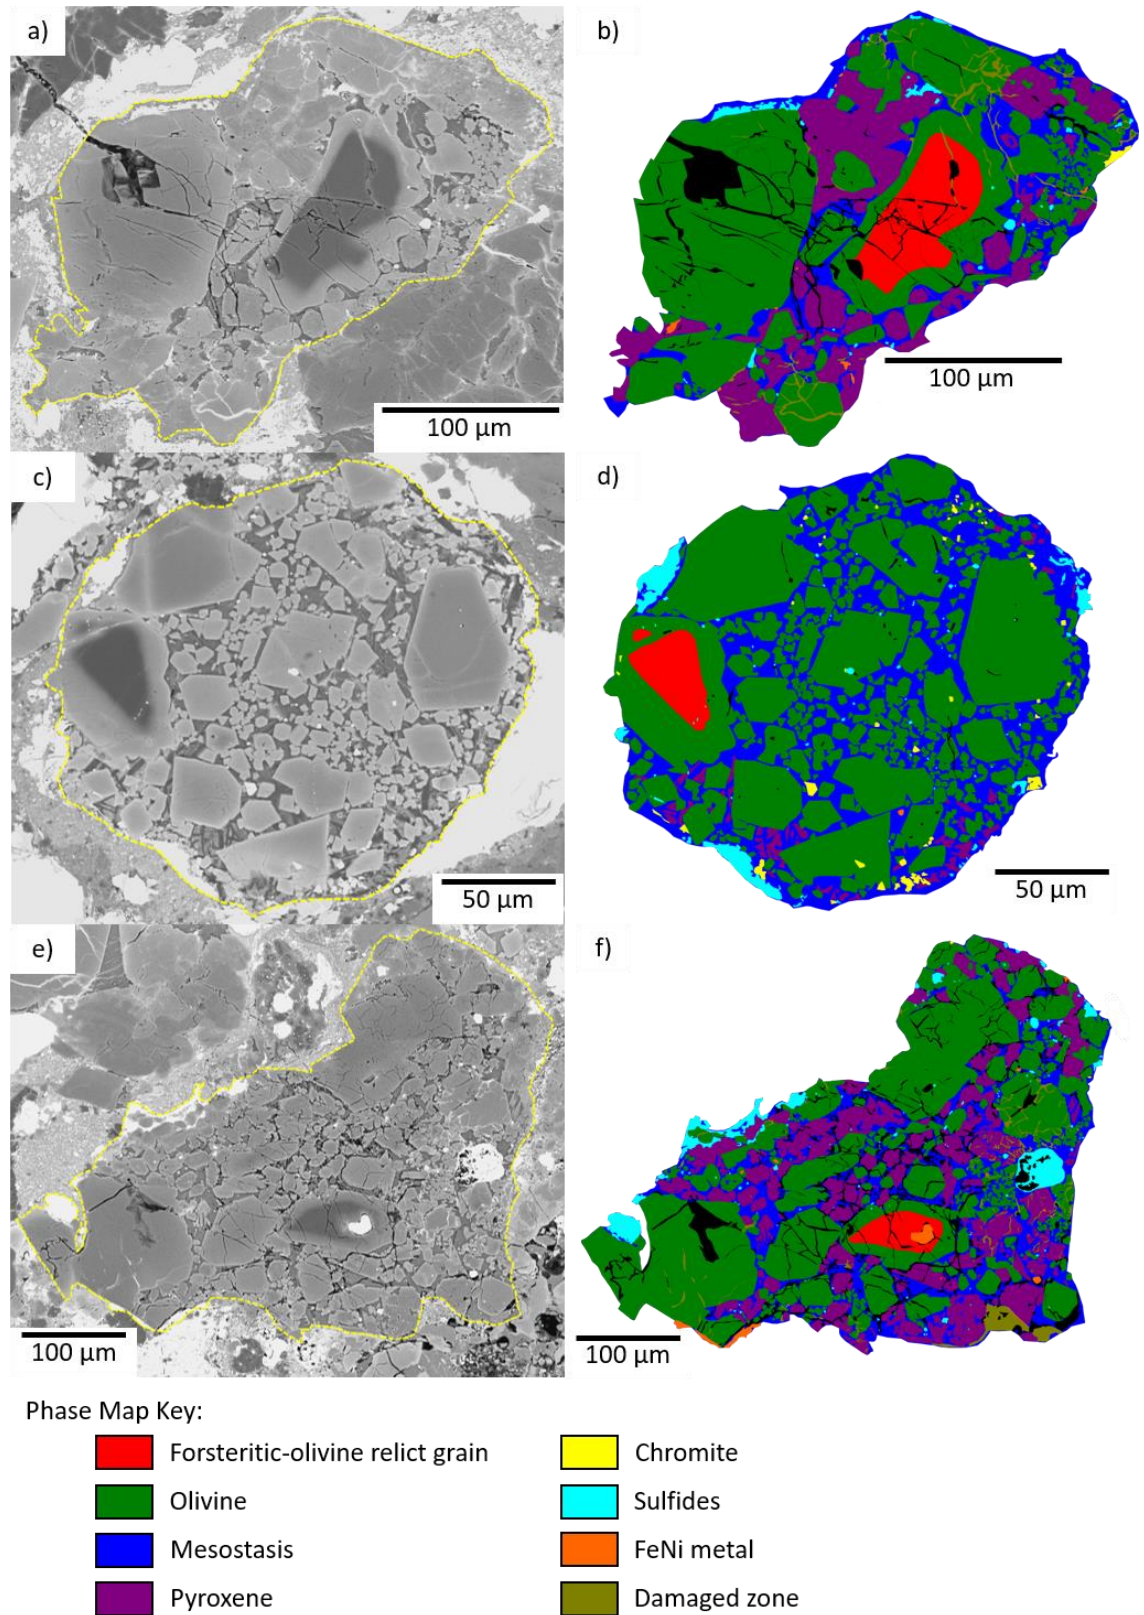 a)
b)
100 µm
100 µm
c)
d)
50 µm
50 µm
e)
f)
100 µm
100 µm
Phase Map Key:
Forsteritic-olivine relict grain
Chromite
Olivine
Sulfides
Mesostasis
FeNi metal
Pyroxene
Damaged zone